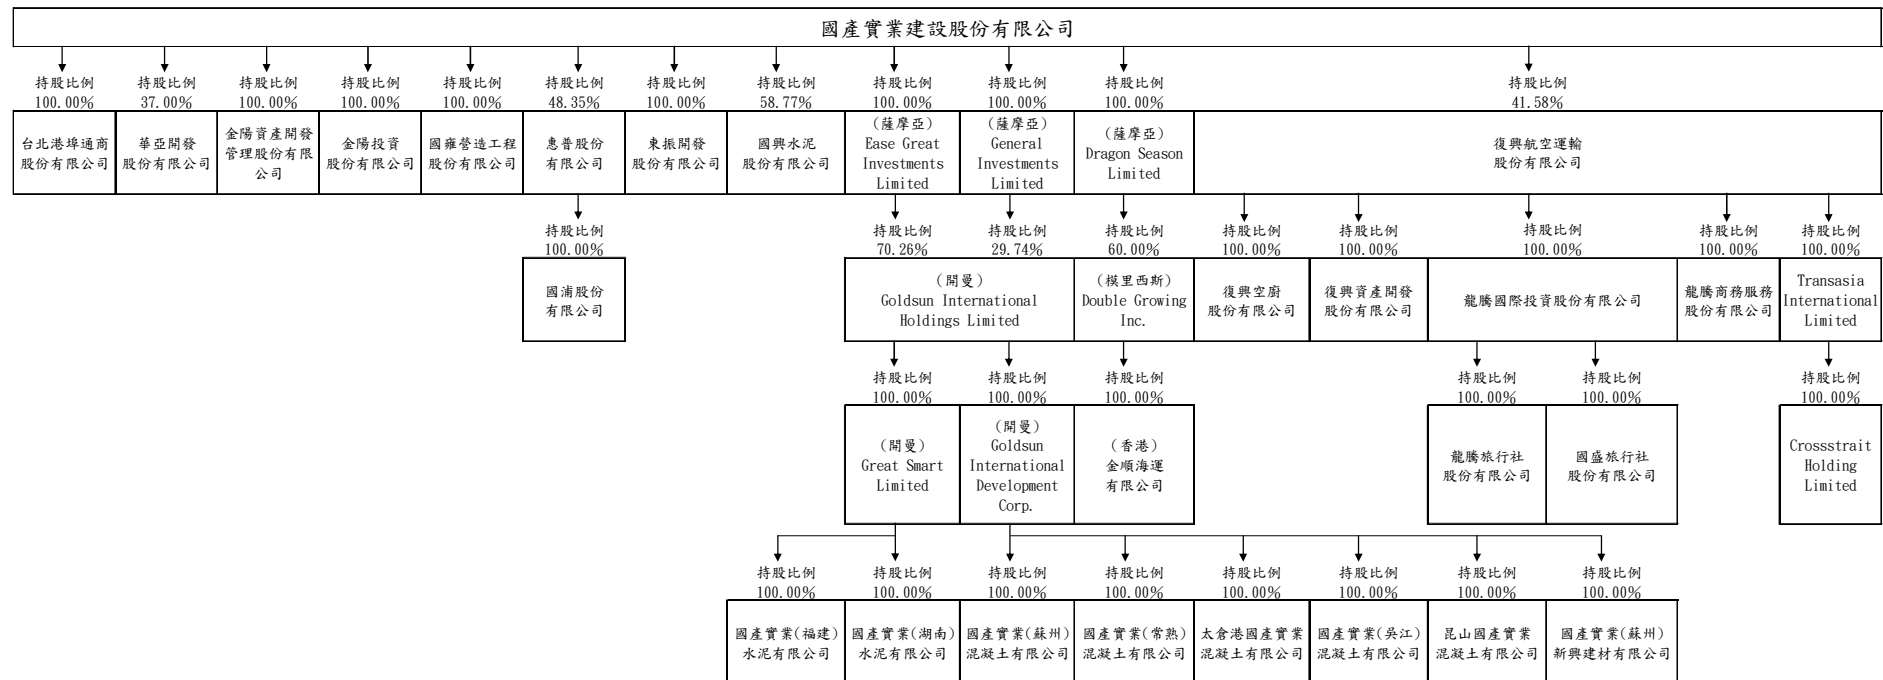 國產實業建設股份有限公司
持股比例
100.00%
持股比例
37.00%
持股比例
100.00%
持股比例
100.00%
持股比例
100.00%
持股比例
48.35%
持股比例
100.00%
持股比例
58.77%
持股比例
100.00%
持股比例
100.00%
持股比例
100.00%
持股比例
41.58%
台北港埠通商
股份有限公司
華亞開發
股份有限公司
金陽資產開發
管理股份有限
公司
金陽投資
股份有限公司
國雍營造工程
股份有限公司
惠普股份
有限公司
東振開發
股份有限公司
國興水泥
股份有限公司
(薩摩亞)
Ease Great
Investments
Limited
(薩摩亞)
General
Investments
Limited
(薩摩亞)
Dragon Season
Limited
復興航空運輸
股份有限公司
持股比例
100.00%
持股比例
70.26%
持股比例
29.74%
持股比例
60.00%
持股比例
100.00%
持股比例
100.00%
持股比例
100.00%
持股比例
100.00%
持股比例
100.00%
國浦股份
有限公司
(開曼)
Goldsun International
Holdings Limited
(模里西斯)
Double Growing
Inc.
復興空廚
股份有限公司
復興資產開發
股份有限公司
龍騰國際投資股份有限公司
龍騰商務服務
股份有限公司
Transasia
International
Limited
持股比例
100.00%
持股比例
100.00%
持股比例
100.00%
持股比例
100.00%
持股比例
100.00%
持股比例
100.00%
(開曼)
Great Smart
Limited
(開曼)
Goldsun
International
Development
Corp.
(香港)
金順海運
有限公司
龍騰旅行社
股份有限公司
國盛旅行社
股份有限公司
Crossstrait
Holding
Limited
持股比例
100.00%
持股比例
100.00%
持股比例
100.00%
持股比例
100.00%
持股比例
100.00%
持股比例
100.00%
持股比例
100.00%
持股比例
100.00%
國產實業(福建)
水泥有限公司
國產實業(湖南)
水泥有限公司
國產實業(蘇州)
混凝土有限公司
國產實業(常熟)
混凝土有限公司
太倉港國產實業
混凝土有限公司
國產實業(吳江)
混凝土有限公司
昆山國產實業
混凝土有限公司
國產實業(蘇州)
新興建材有限公司